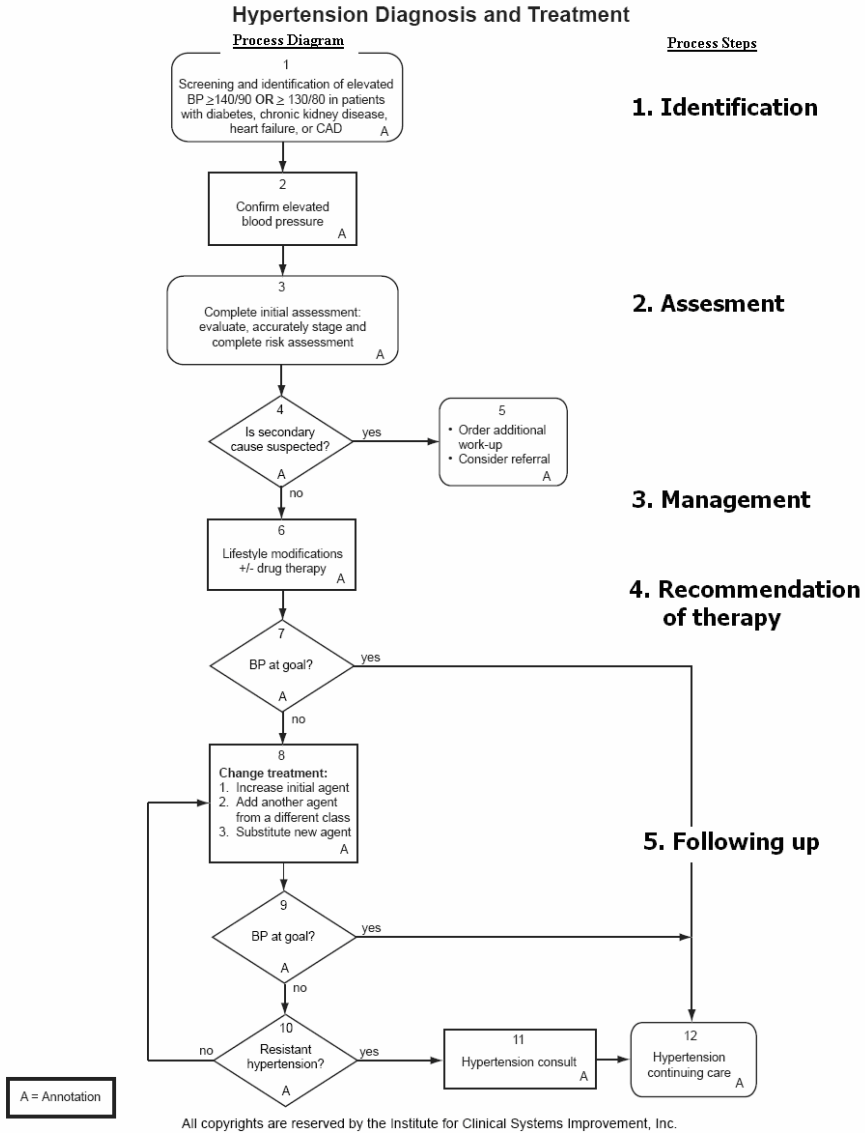 Hypertension Diagnosis and Treatment
Process Diagram
Process Steps
1
Screening and identification of elevated
BP ≥140/90 OR ≥ 130/80 in patients
with diabetes, chronic kidney disease,
heart failure, or CAD
A
1. Identification
2
Confirm elevated
blood pressure
A
3
Complete initial assessment:
evaluate, accurately stage and
complete risk assessment
A
2. Assesment
4
Is secondary
cause suspected?
A
yes
no
5
• Order additional
work-up
• Consider referral
A
3. Management
6
Lifestyle modifications
+/- drug therapy
A
4. Recommendation
of therapy
7
BP at goal?
A
yes
no
8
Change treatment:
1. Increase initial agent
2. Add another agent
from a different class
3. Substitute new agent
A
5. Following up
9
BP at goal?
A
yes
no
10
Resistant
hypertension?
A
no
yes
11
Hypertension consult
A
12
Hypertension
continuing care
A
A = Annotation
All copyrights are reserved by the Institute for Clinical Systems Improvement, Inc.